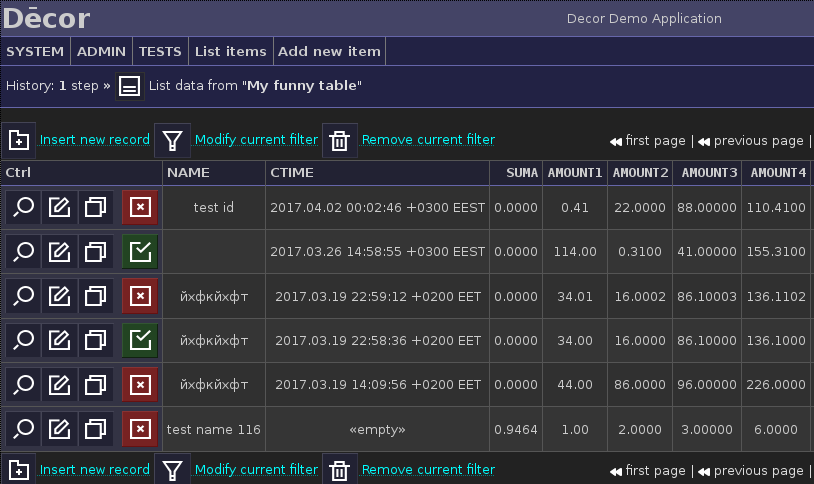 Dēcor
Decor Demo Application
SYSTEM ADMIN TESTS List items Add new item
History: 1 step » List data from "My funny table"
Insert new record Modify current filter Remove current filter first page | previous page |
Ctrl NAME CTIME SUMA AMOUNT1 AMOUNT2 AMOUNT3 AMOUNT4
test id 2017.04.02 00:02:46 +0300 EEST 0.0000 0.41 22.0000 88.00000 110.4100
2017.03.26 14:58:55 +0300 EEST 0.0000 114.00 0.3100 41.00000 155.3100
йхфкйхфт 2017.03.19 22:59:12 +0200 EET 0.0000 34.01 16.0002 86.10003 136.1102
йхфкйхфт 2017.03.19 22:58:36 +0200 EET 0.0000 34.00 16.0000 86.10000 136.1000
йхфкйхфт 2017.03.19 14:09:56 +0200 EET 0.0000 44.00 86.0000 96.00000 226.0000
test name 116 «empty» 0.9464 1.00 2.0000 3.00000 6.0000
Insert new record Modify current filter Remove current filter first page | previous page |